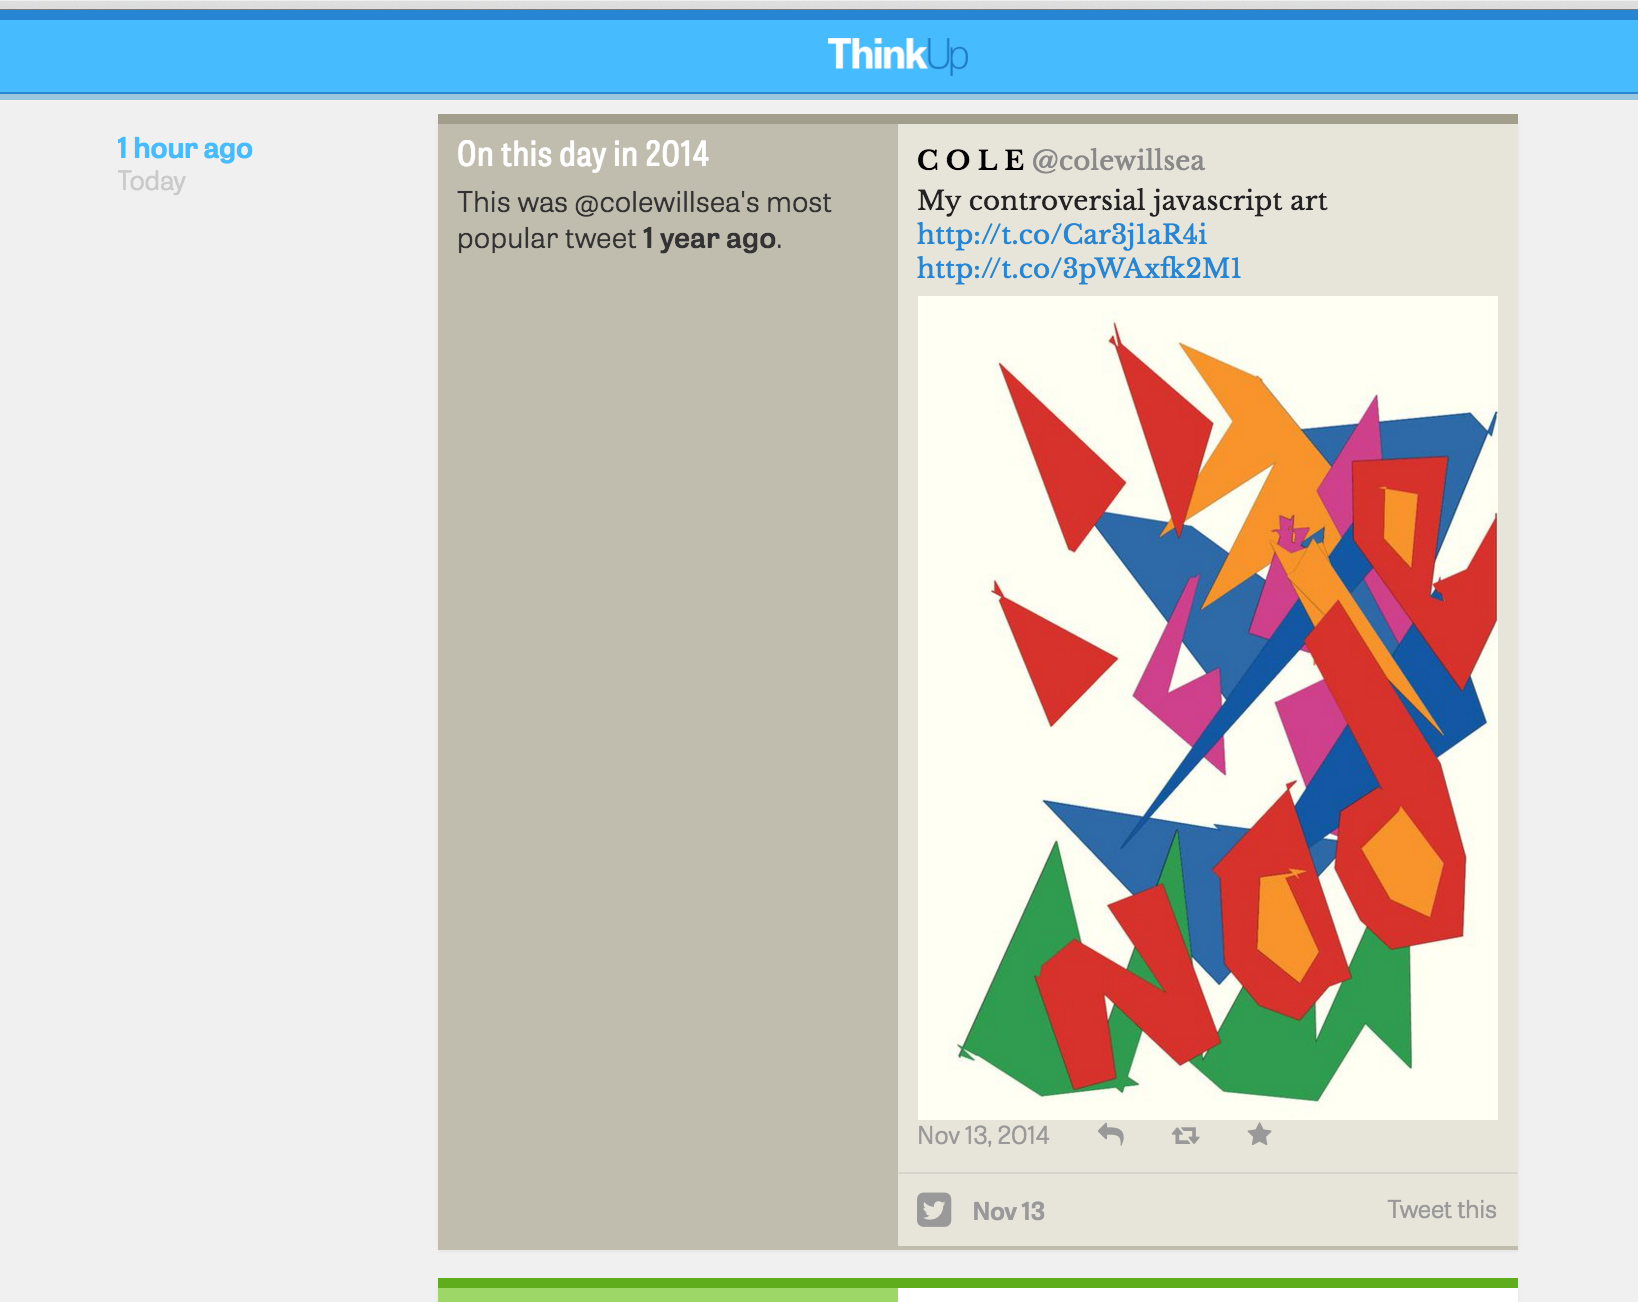 ThinkUp
1 hour ago
Today
On this day in 2014
This was @colewillsea's most
popular tweet 1 year ago.
C O L E @colewillsea
My controversial javascript art
http://t.co/Car3j1aR4i
http://t.co/3pWAxfk2M1
Nov 13, 2014
Nov 13
Tweet this